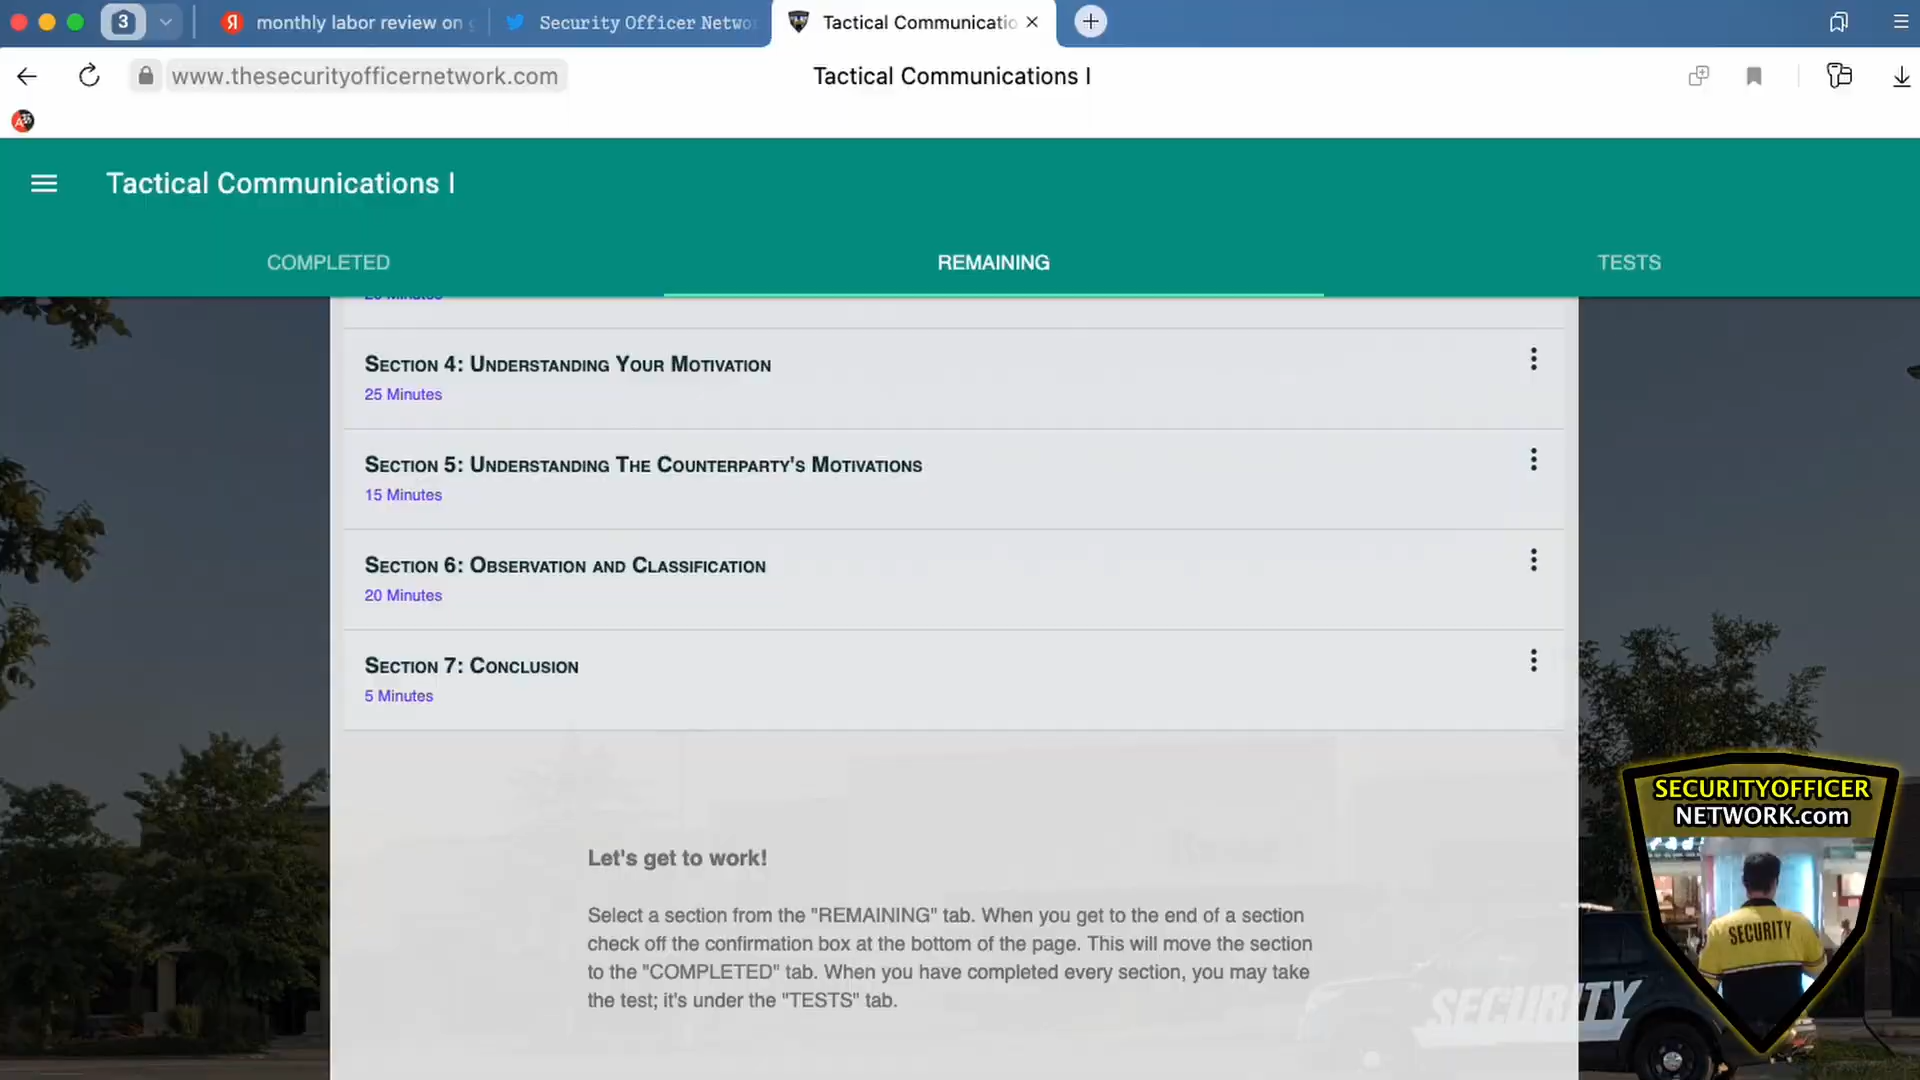 3
Я monthly labor review on
Security Officer Netwo
Tactical Communicatio
www.thesecurityofficernetwork.com
Tactical Communications I
Tactical Communications I
COMPLETED
REMAINING
TESTS
Section 4: Understanding Your Motivation
25 Minutes
Section 5: Understanding The Counterparty's Motivations
15 Minutes
Section 6: Observation and Classification
20 Minutes
Section 7: Conclusion
5 Minutes
Let's get to work!
Select a section from the "REMAINING" tab. When you get to the end of a section
check off the confirmation box at the bottom of the page. This will move the section
to the "COMPLETED" tab. When you have completed every section, you may take
the test; it's under the "TESTS" tab.
SECURITYOFFICER
NETWORK.com
SECURITY
SECURITY